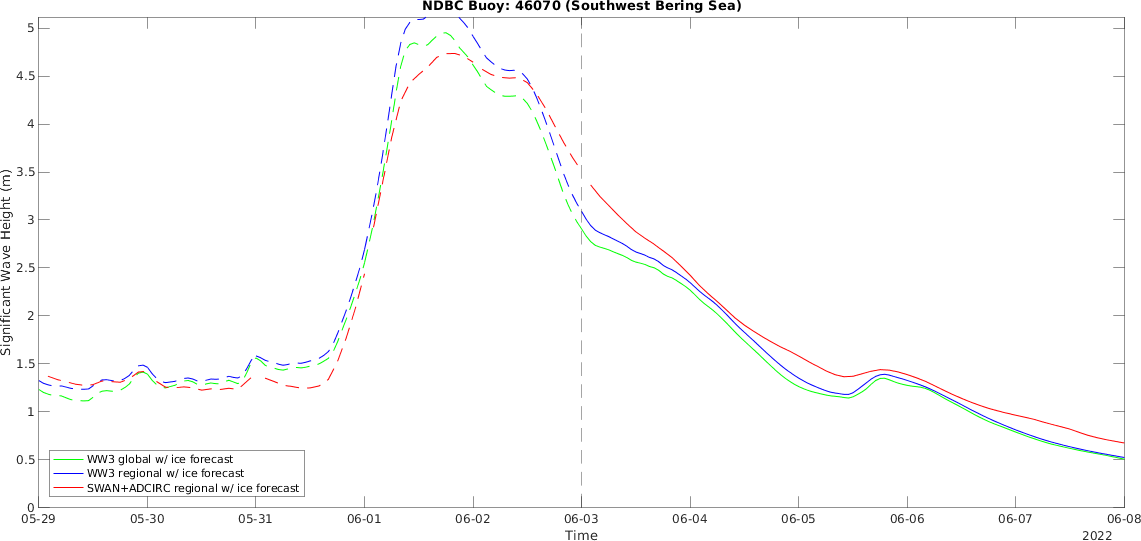 NDBC Buoy: 46070 (Southwest Bering Sea)
5
4.5
4
3.5
3
2.5
2
1.5
1
0.5
0
Significant Wave Height (m)
WW3 global w/ ice forecast
WW3 regional w/ ice forecast
SWAN+ADCIRC regional w/ ice forecast
05-29 05-30 05-31 06-01 06-02 06-03 06-04 06-05 06-06 06-07 06-08
Time
2022